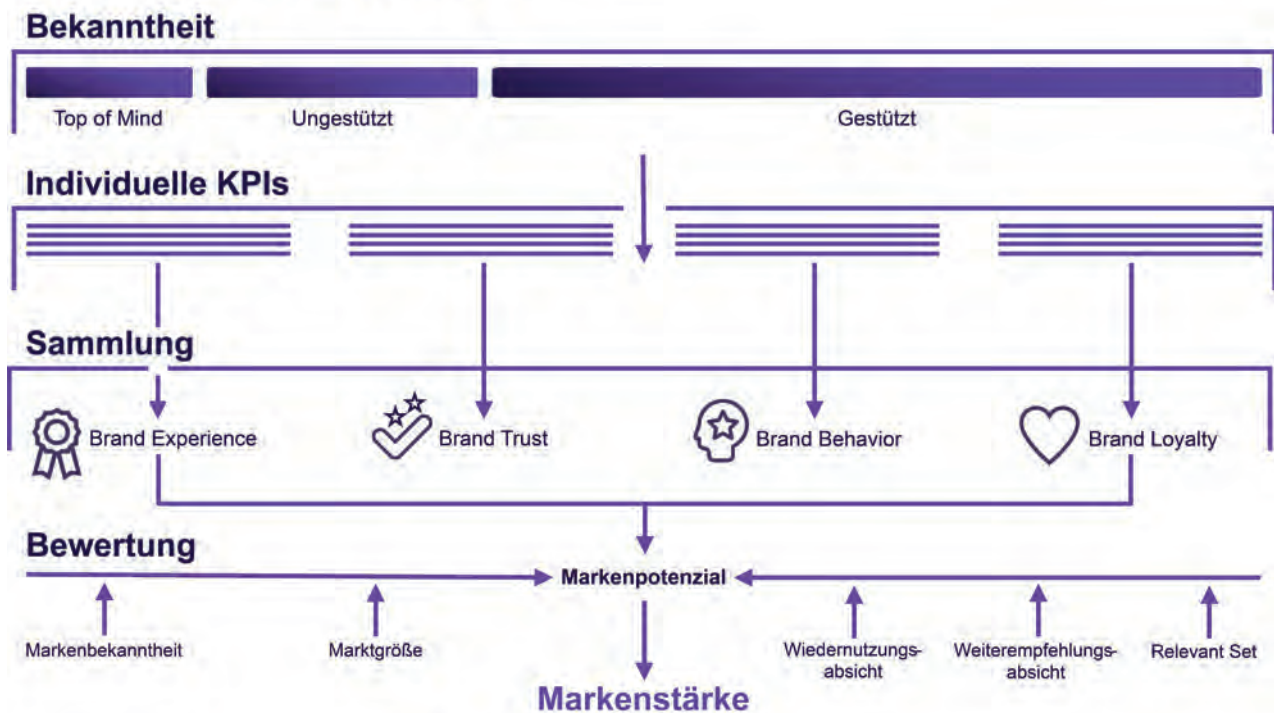 Bekanntheit
Top of Mind
Ungestützt
Gestützt
Individuelle KPIs
Sammlung
Brand Experience
Brand Trust
Brand Behavior
Brand Loyalty
Bewertung
Markenpotenzial
Markenbekanntheit
Marktgröße
Wiedernutzungs-
absicht
Weiterempfehlungs-
absicht
Relevant Set
Markenstärke